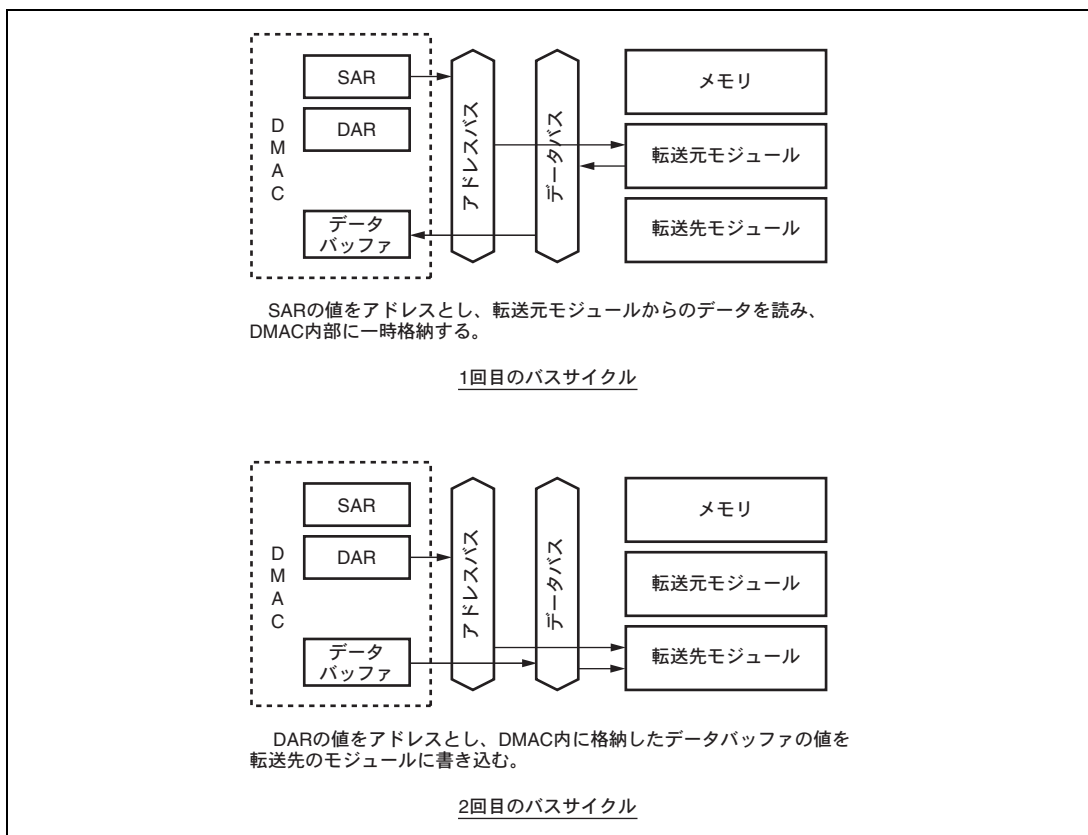 SAR
DAR
DMAC
データ
バッファ
アドレスバス
データバス
メモリ
転送元モジュール
転送先モジュール
SARの値をアドレスとし、転送元モジュールからのデータを読み、
DMAC内部に一時格納する。
1回目のバスサイクル
SAR
DAR
DMAC
データ
バッファ
アドレスバス
データバス
メモリ
転送元モジュール
転送先モジュール
DARの値をアドレスとし、DMAC内に格納したデータバッファの値を
転送先のモジュールに書き込む。
2回目のバスサイクル